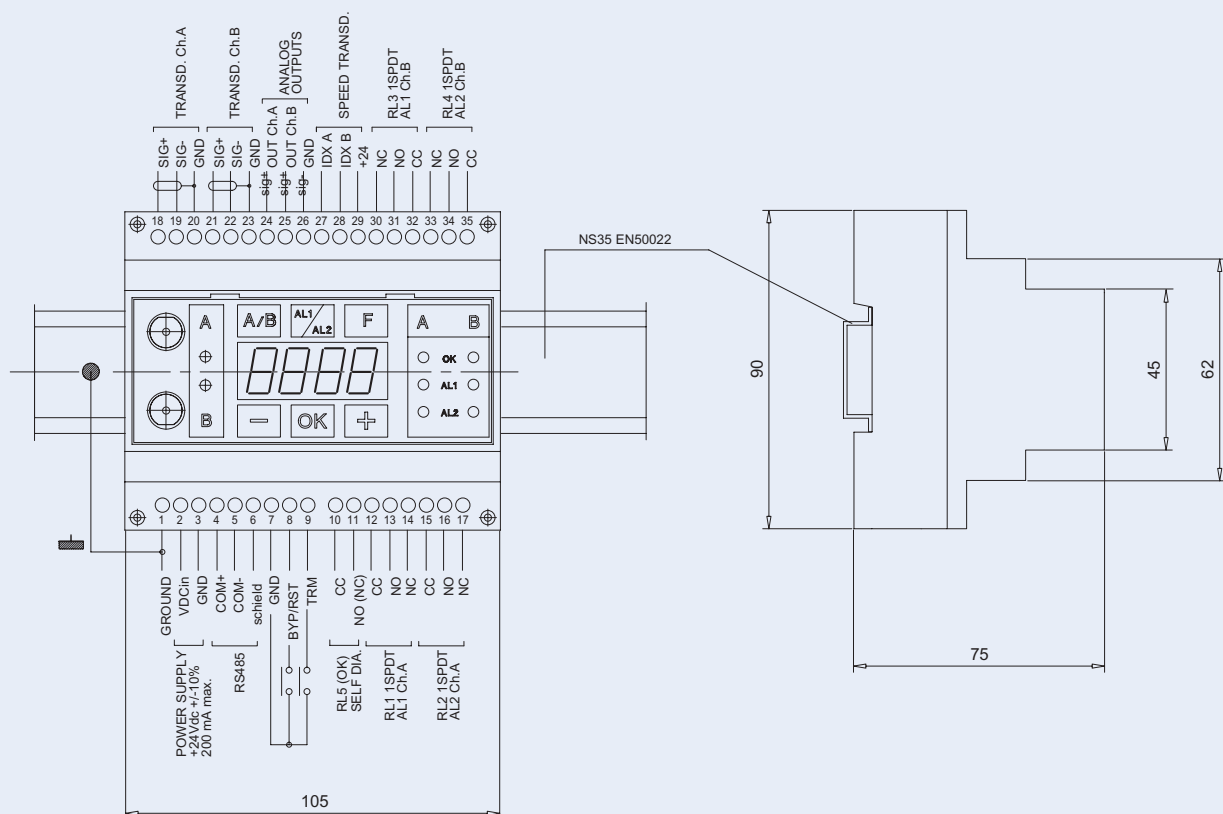 TRANSD. Ch.A
TRANSD. Ch.B
ANALOG
OUTPUTS
SPEED TRANSD.
RL3 1SPDT
AL1 Ch.B
RL4 1SPDT
AL2 Ch.B
SIG+
SIG-
GND
SIG+
SIG-
GND
sig+ OUT Ch.A
sig+ OUT Ch.B
sig- GND
IDX A
IDX B
+24
NC
NO
CC
NC
NO
CC
18 19 20 21 22 23 24 25 26 27 28 29 30 31 32 33 34 35
NS35 EN50022
A A/B AL1/AL2 F A B
8888
OK
AL1
AL2
B − OK +
90
45
62
1 2 3 4 5 6 7 8 9 10 11 12 13 14 15 16 17
GROUND
VDCin
GND
COM+
COM-
schield
GND
BYP/RST
TRM
CC
NO (NC)
CC
NO
NC
CC
NO
NC
POWER SUPPLY
+24Vdc +/-10%
200 mA max.
RS485
RL5 (OK)
SELF DIA.
RL1 1SPDT
AL1 Ch.A
RL2 1SPDT
AL2 Ch.A
75
105